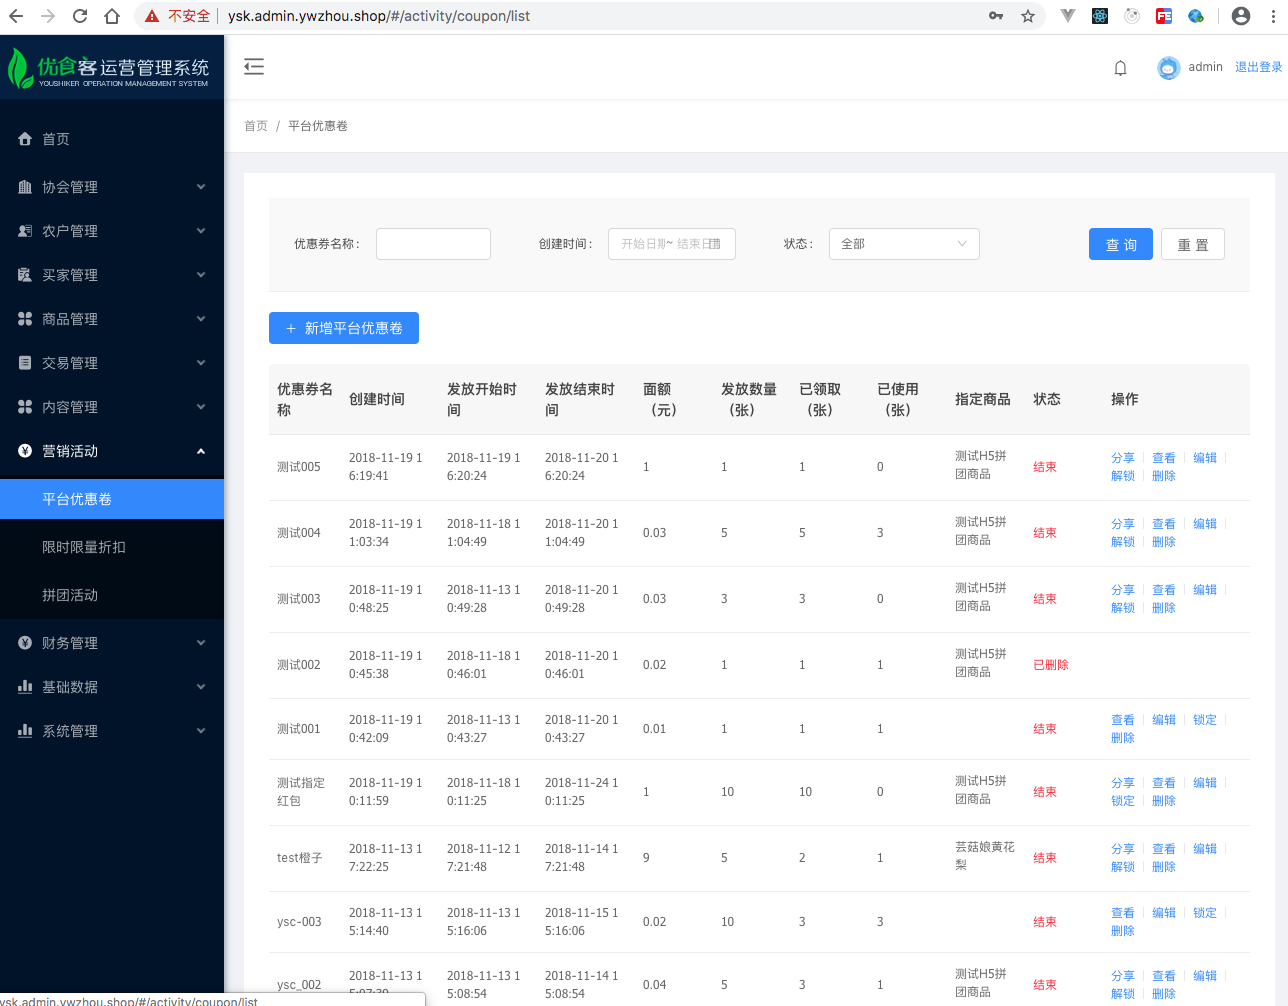 不安全 ysk.admin.ywzhou.shop/#/activity/coupon/list
优食客运营管理系统
YOUSHIKER OPERATION MANAGEMENT SYSTEM
admin 退出登录
首页 / 平台优惠卷
首页
协会管理
农户管理
买家管理
商品管理
交易管理
内容管理
营销活动
平台优惠卷
限时限量折扣
拼团活动
财务管理
基础数据
系统管理
优惠券名称: 创建时间: 开始日期~ 结束日 状态: 全部 查 询 重 置
+ 新增平台优惠卷
优惠券名称 创建时间 发放开始时间 发放结束时间 面额（元） 发放数量（张） 已领取（张） 已使用（张） 指定商品 状态 操作
测试005 2018-11-19 16:19:41 2018-11-19 16:20:24 2018-11-20 16:20:24 1 1 1 0 测试H5拼团商品 结束 分享 查看 编辑 解锁 删除
测试004 2018-11-19 11:03:34 2018-11-18 11:04:49 2018-11-20 11:04:49 0.03 5 5 3 测试H5拼团商品 结束 分享 查看 编辑 解锁 删除
测试003 2018-11-19 10:48:25 2018-11-13 10:49:28 2018-11-20 10:49:28 0.03 3 3 0 测试H5拼团商品 结束 分享 查看 编辑 解锁 删除
测试002 2018-11-19 10:45:38 2018-11-18 10:46:01 2018-11-20 10:46:01 0.02 1 1 1 测试H5拼团商品 已删除
测试001 2018-11-19 10:42:09 2018-11-13 10:43:27 2018-11-20 10:43:27 0.01 1 1 1 结束 查看 编辑 锁定 删除
测试指定红包 2018-11-19 10:11:59 2018-11-18 10:11:25 2018-11-24 10:11:25 1 10 10 0 测试H5拼团商品 结束 分享 查看 编辑 锁定 删除
test橙子 2018-11-13 17:22:25 2018-11-12 17:21:48 2018-11-14 17:21:48 9 5 2 1 芸菇娘黄花梨 结束 分享 查看 编辑 解锁 删除
ysc-003 2018-11-13 15:14:40 2018-11-13 15:16:06 2018-11-15 15:16:06 0.02 10 3 3 结束 查看 编辑 锁定 删除
ysc_002 2018-11-13 15:07:39 2018-11-13 15:08:54 2018-11-14 15:08:54 0.04 5 3 1 测试H5拼团商品 结束 分享 查看 编辑 解锁 删除
ysk.admin.ywzhou.shop/#/activity/coupon/list